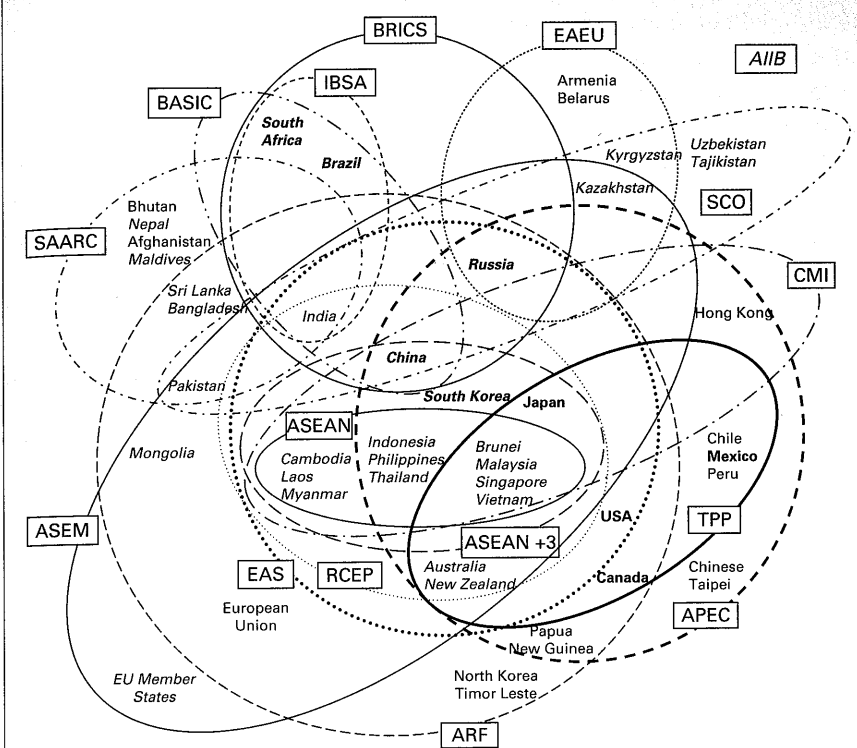 BRICS
EAEU
AIIB
IBSA
BASIC
Armenia
Belarus
South
Africa
Brazil
Kyrgyzstan
Uzbekistan
Tajikistan
Kazakhstan
SCO
Bhutan
Nepal
Afghanistan
Maldives
SAARC
Russia
CMI
Sri Lanka
Bangladesh
India
Hong Kong
China
Pakistan
South Korea
Japan
ASEAN
Mongolia
Cambodia
Laos
Myanmar
Indonesia
Philippines
Thailand
Brunei
Malaysia
Singapore
Vietnam
Chile
Mexico
Peru
ASEM
USA
TPP
ASEAN +3
EAS
RCEP
Australia
New Zealand
Canada
Chinese
Taipei
European
Union
APEC
Papua
New Guinea
EU Member
States
North Korea
Timor Leste
ARF